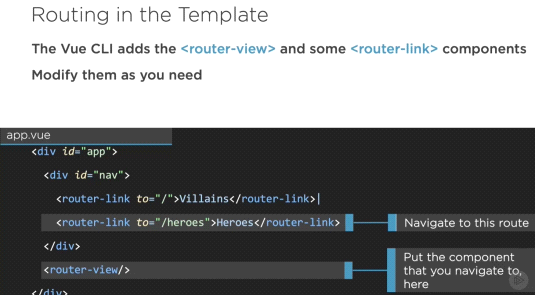 Routing in the Template
The Vue CLI adds the <router-view> and some <router-link> components
Modify them as you need
app.vue
<div id="app">
<div id="nav">
<router-link to="/">Villains</router-link>
<router-link to="/heroes">Heroes</router-link>
Navigate to this route
</div>
<router-view/>
Put the component
that you navigate to,
here
</div>